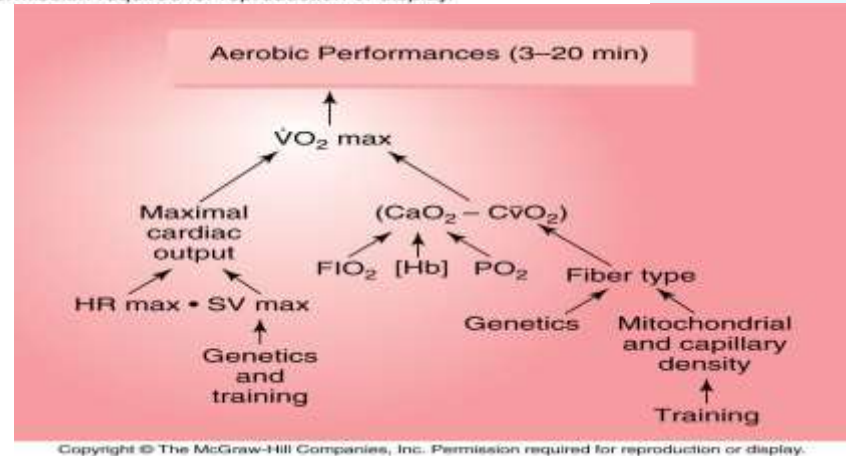 Aerobic Performances (3–20 min)
V̇O₂ max
Maximal
cardiac
output
(CaO₂ – Cv̄O₂)
FIO₂ [Hb] PO₂
Fiber type
HR max • SV max
Genetics
Mitochondrial
and capillary
density
Genetics
and
training
Training
Copyright © The McGraw-Hill Companies, Inc. Permission required for reproduction or display.